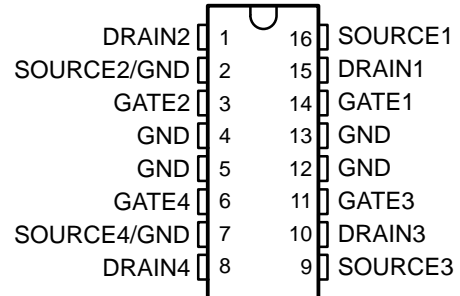 DRAIN2 1 16 SOURCE1
SOURCE2/GND 2 15 DRAIN1
GATE2 3 14 GATE1
GND 4 13 GND
GND 5 12 GND
GATE4 6 11 GATE3
SOURCE4/GND 7 10 DRAIN3
DRAIN4 8 9 SOURCE3